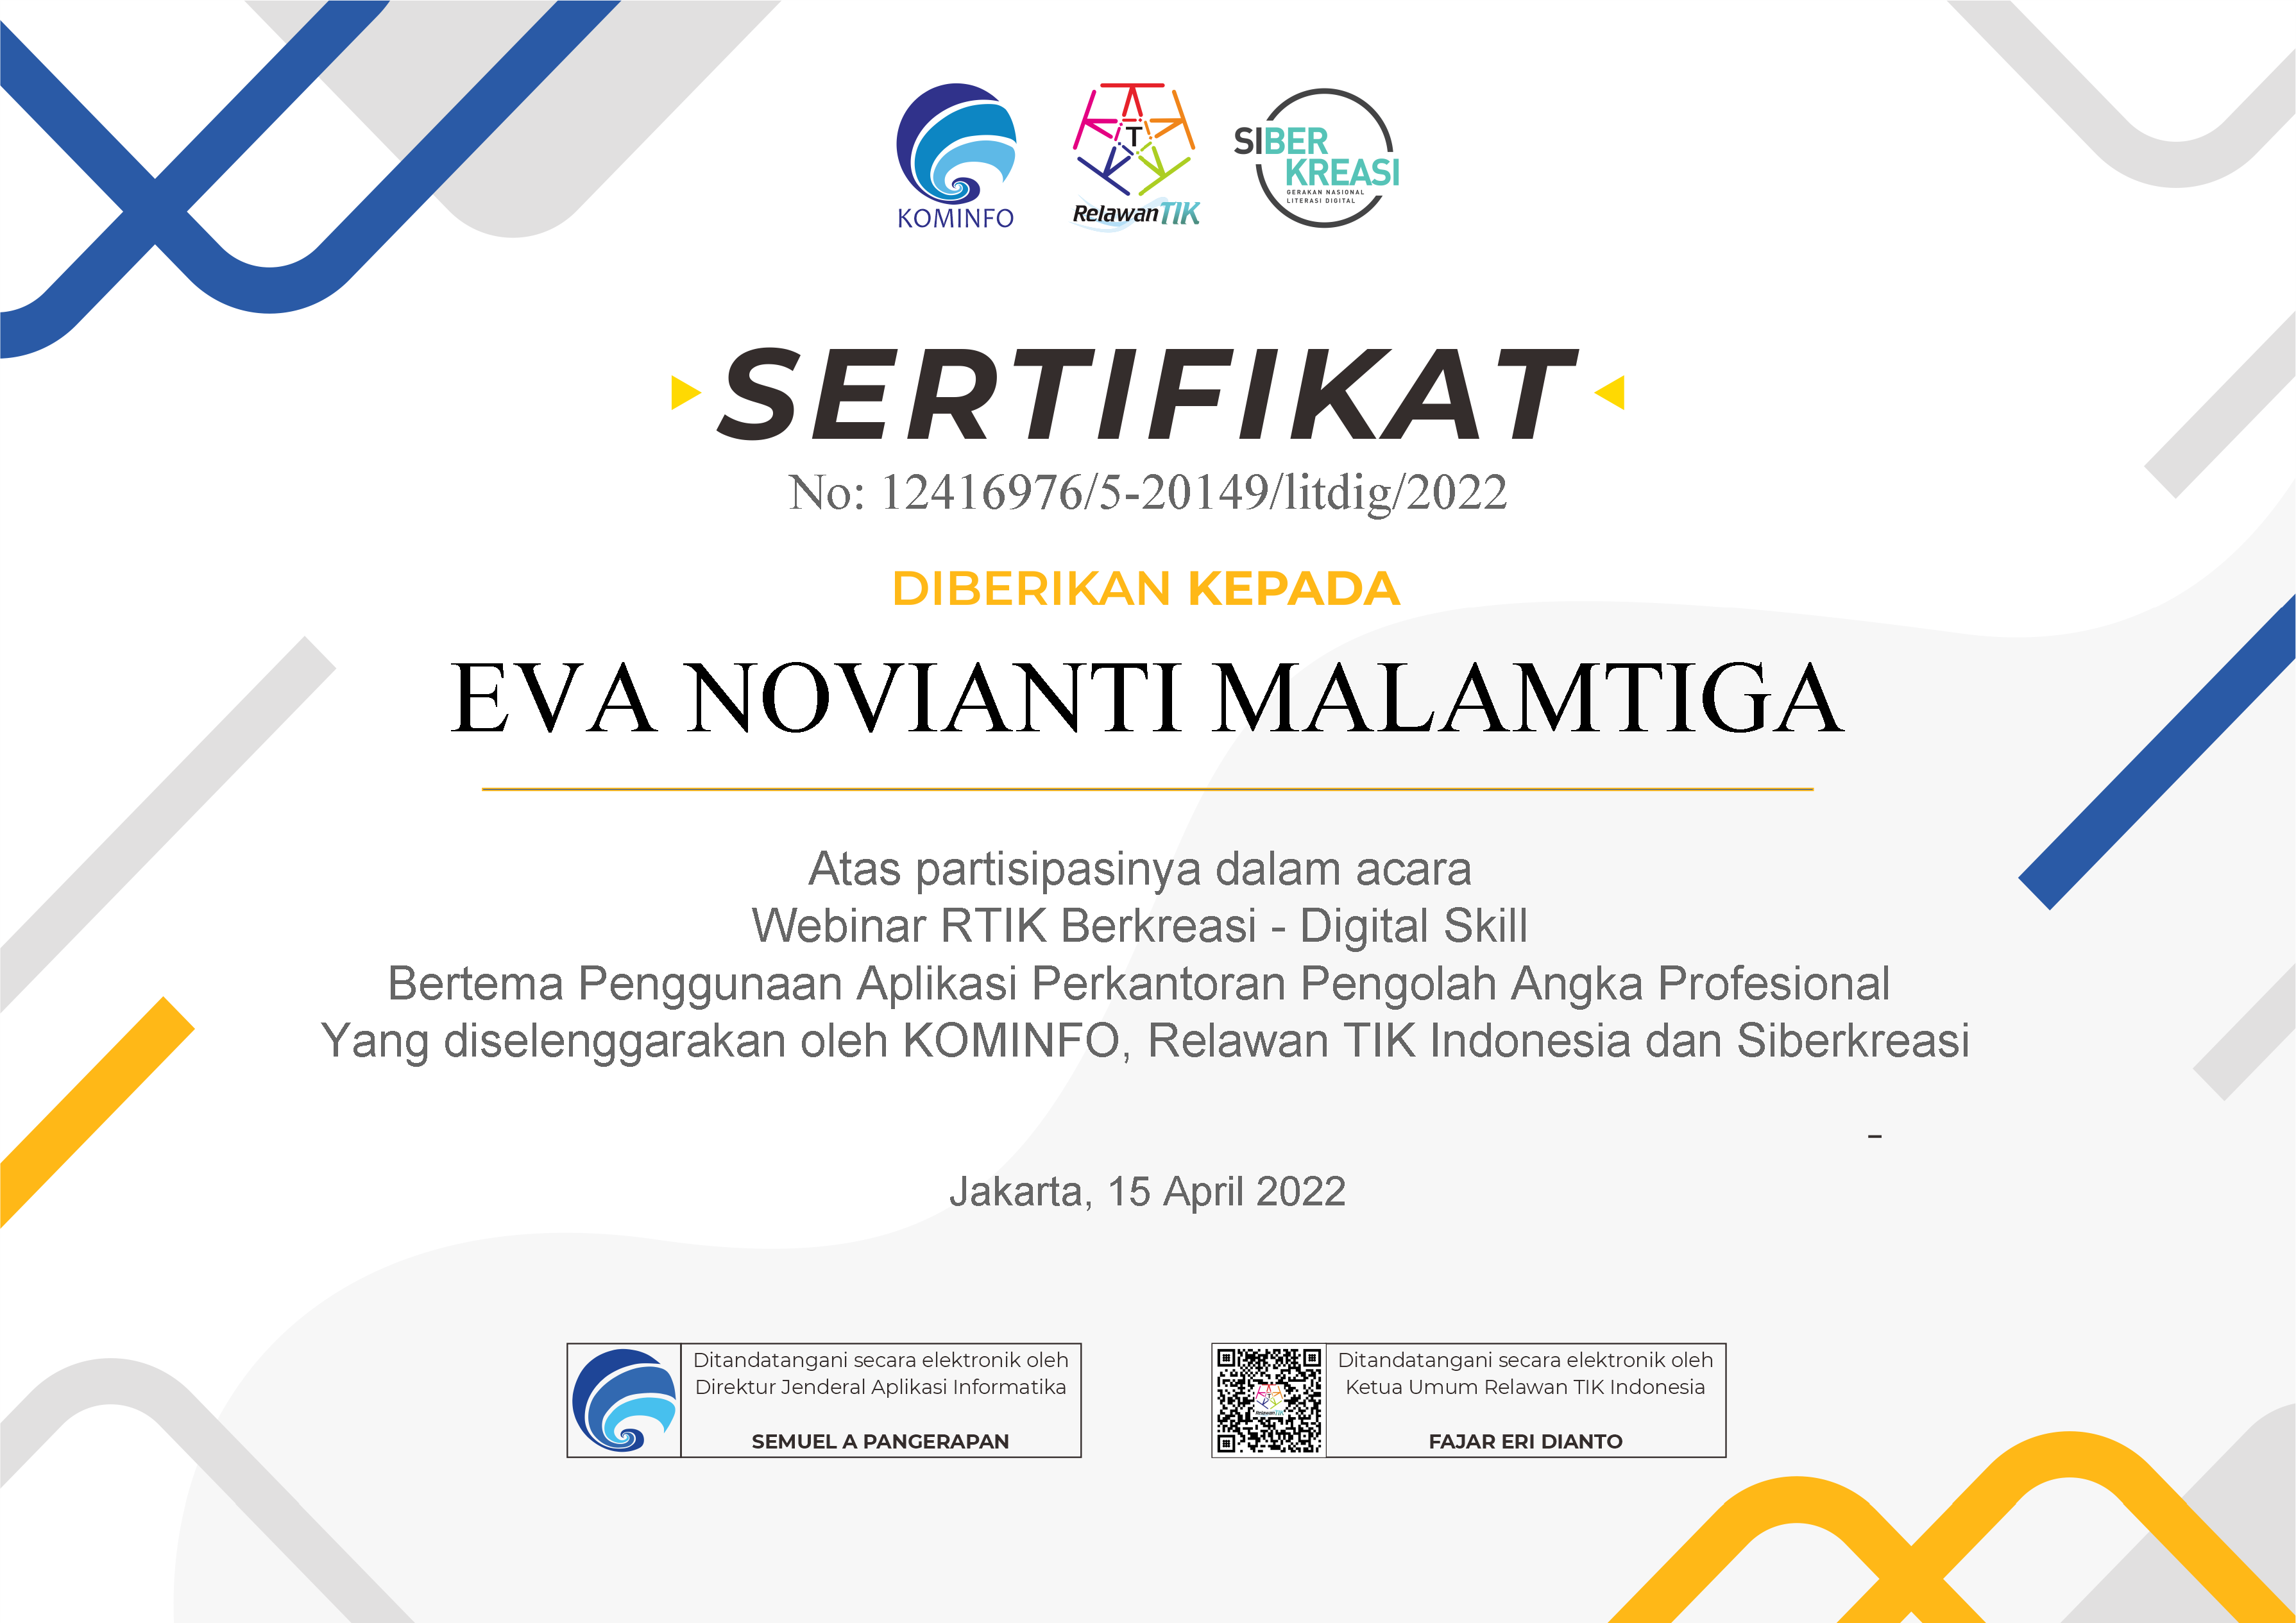 KOMINFO
T
RelawanTIK
SIBER
KREASI
GERAKAN NASIONAL
LITERASI DIGITAL
SERTIFIKAT
No: 12416976/5-20149/litdig/2022
DIBERIKAN KEPADA
EVA NOVIANTI MALAMTIGA
Atas partisipasinya dalam acara
Webinar RTIK Berkreasi - Digital Skill
Bertema Penggunaan Aplikasi Perkantoran Pengolah Angka Profesional
Yang diselenggarakan oleh KOMINFO, Relawan TIK Indonesia dan Siberkreasi
-
Jakarta, 15 April 2022
Ditandatangani secara elektronik oleh
Direktur Jenderal Aplikasi Informatika
SEMUEL A PANGERAPAN
RelawanTIK
Ditandatangani secara elektronik oleh
Ketua Umum Relawan TIK Indonesia
FAJAR ERI DIANTO